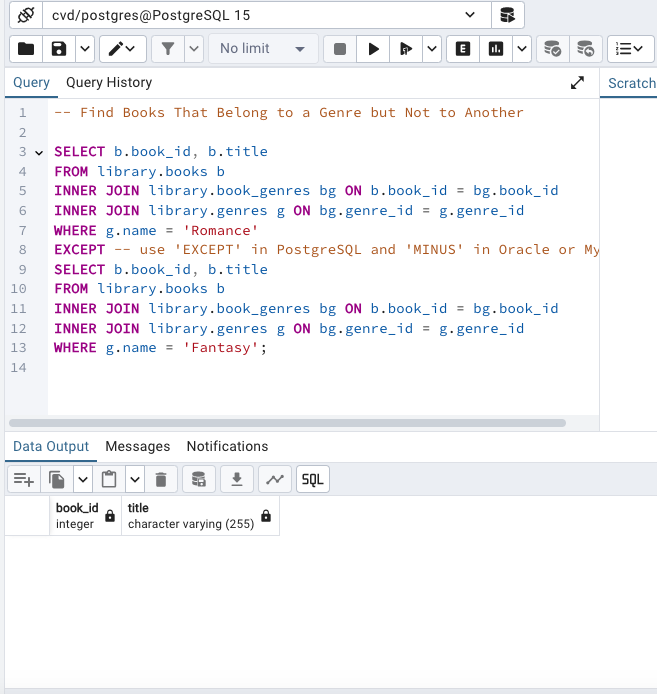 cvd/postgres@PostgreSQL 15
No limit
Query Query History Scratch
1 -- Find Books That Belong to a Genre but Not to Another
2
3 SELECT b.book_id, b.title
4 FROM library.books b
5 INNER JOIN library.book_genres bg ON b.book_id = bg.book_id
6 INNER JOIN library.genres g ON bg.genre_id = g.genre_id
7 WHERE g.name = 'Romance'
8 EXCEPT -- use 'EXCEPT' in PostgreSQL and 'MINUS' in Oracle or My
9 SELECT b.book_id, b.title
10 FROM library.books b
11 INNER JOIN library.book_genres bg ON b.book_id = bg.book_id
12 INNER JOIN library.genres g ON bg.genre_id = g.genre_id
13 WHERE g.name = 'Fantasy';
14
Data Output Messages Notifications
SQL
book_id title
integer character varying (255)